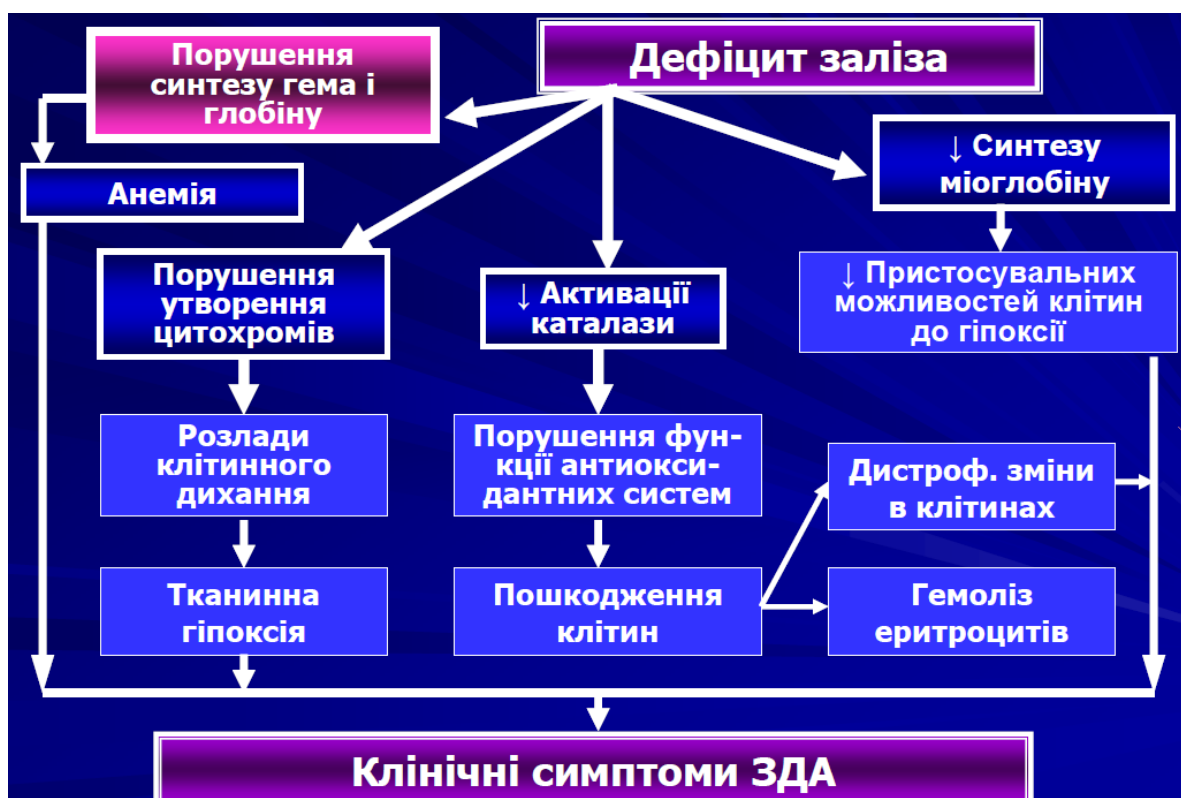 Порушення
синтезу гема і
глобіну
Дефіцит заліза
Анемія
↓ Синтезу
міоглобіну
Порушення
утворення
цитохромів
↓ Активації
каталази
↓ Пристосувальних
можливостей клітин
до гіпоксії
Розлади
клітинного
дихання
Порушення фун-
кції антиокси-
дантних систем
Дистроф. зміни
в клітинах
Тканинна
гіпоксія
Пошкодження
клітин
Гемоліз
еритроцитів
Клінічні симптоми ЗДА